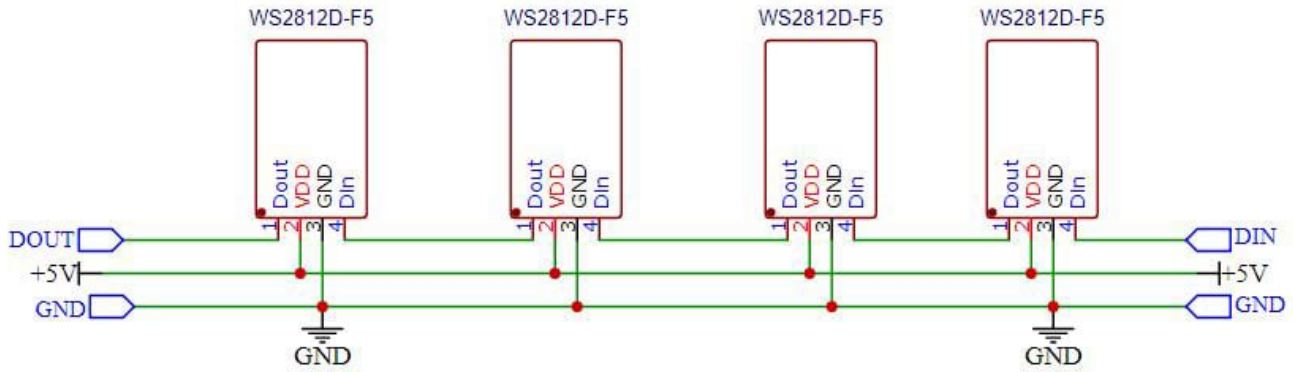 WS2812D-F5 WS2812D-F5 WS2812D-F5 WS2812D-F5
Dout VDD GND DIn Dout VDD GND DIn Dout VDD GND DIn Dout VDD GND DIn
1 2 3 4 1 2 3 4 1 2 3 4 1 2 3 4
DOUT DIN
+5V +5V
GND GND
GND GND